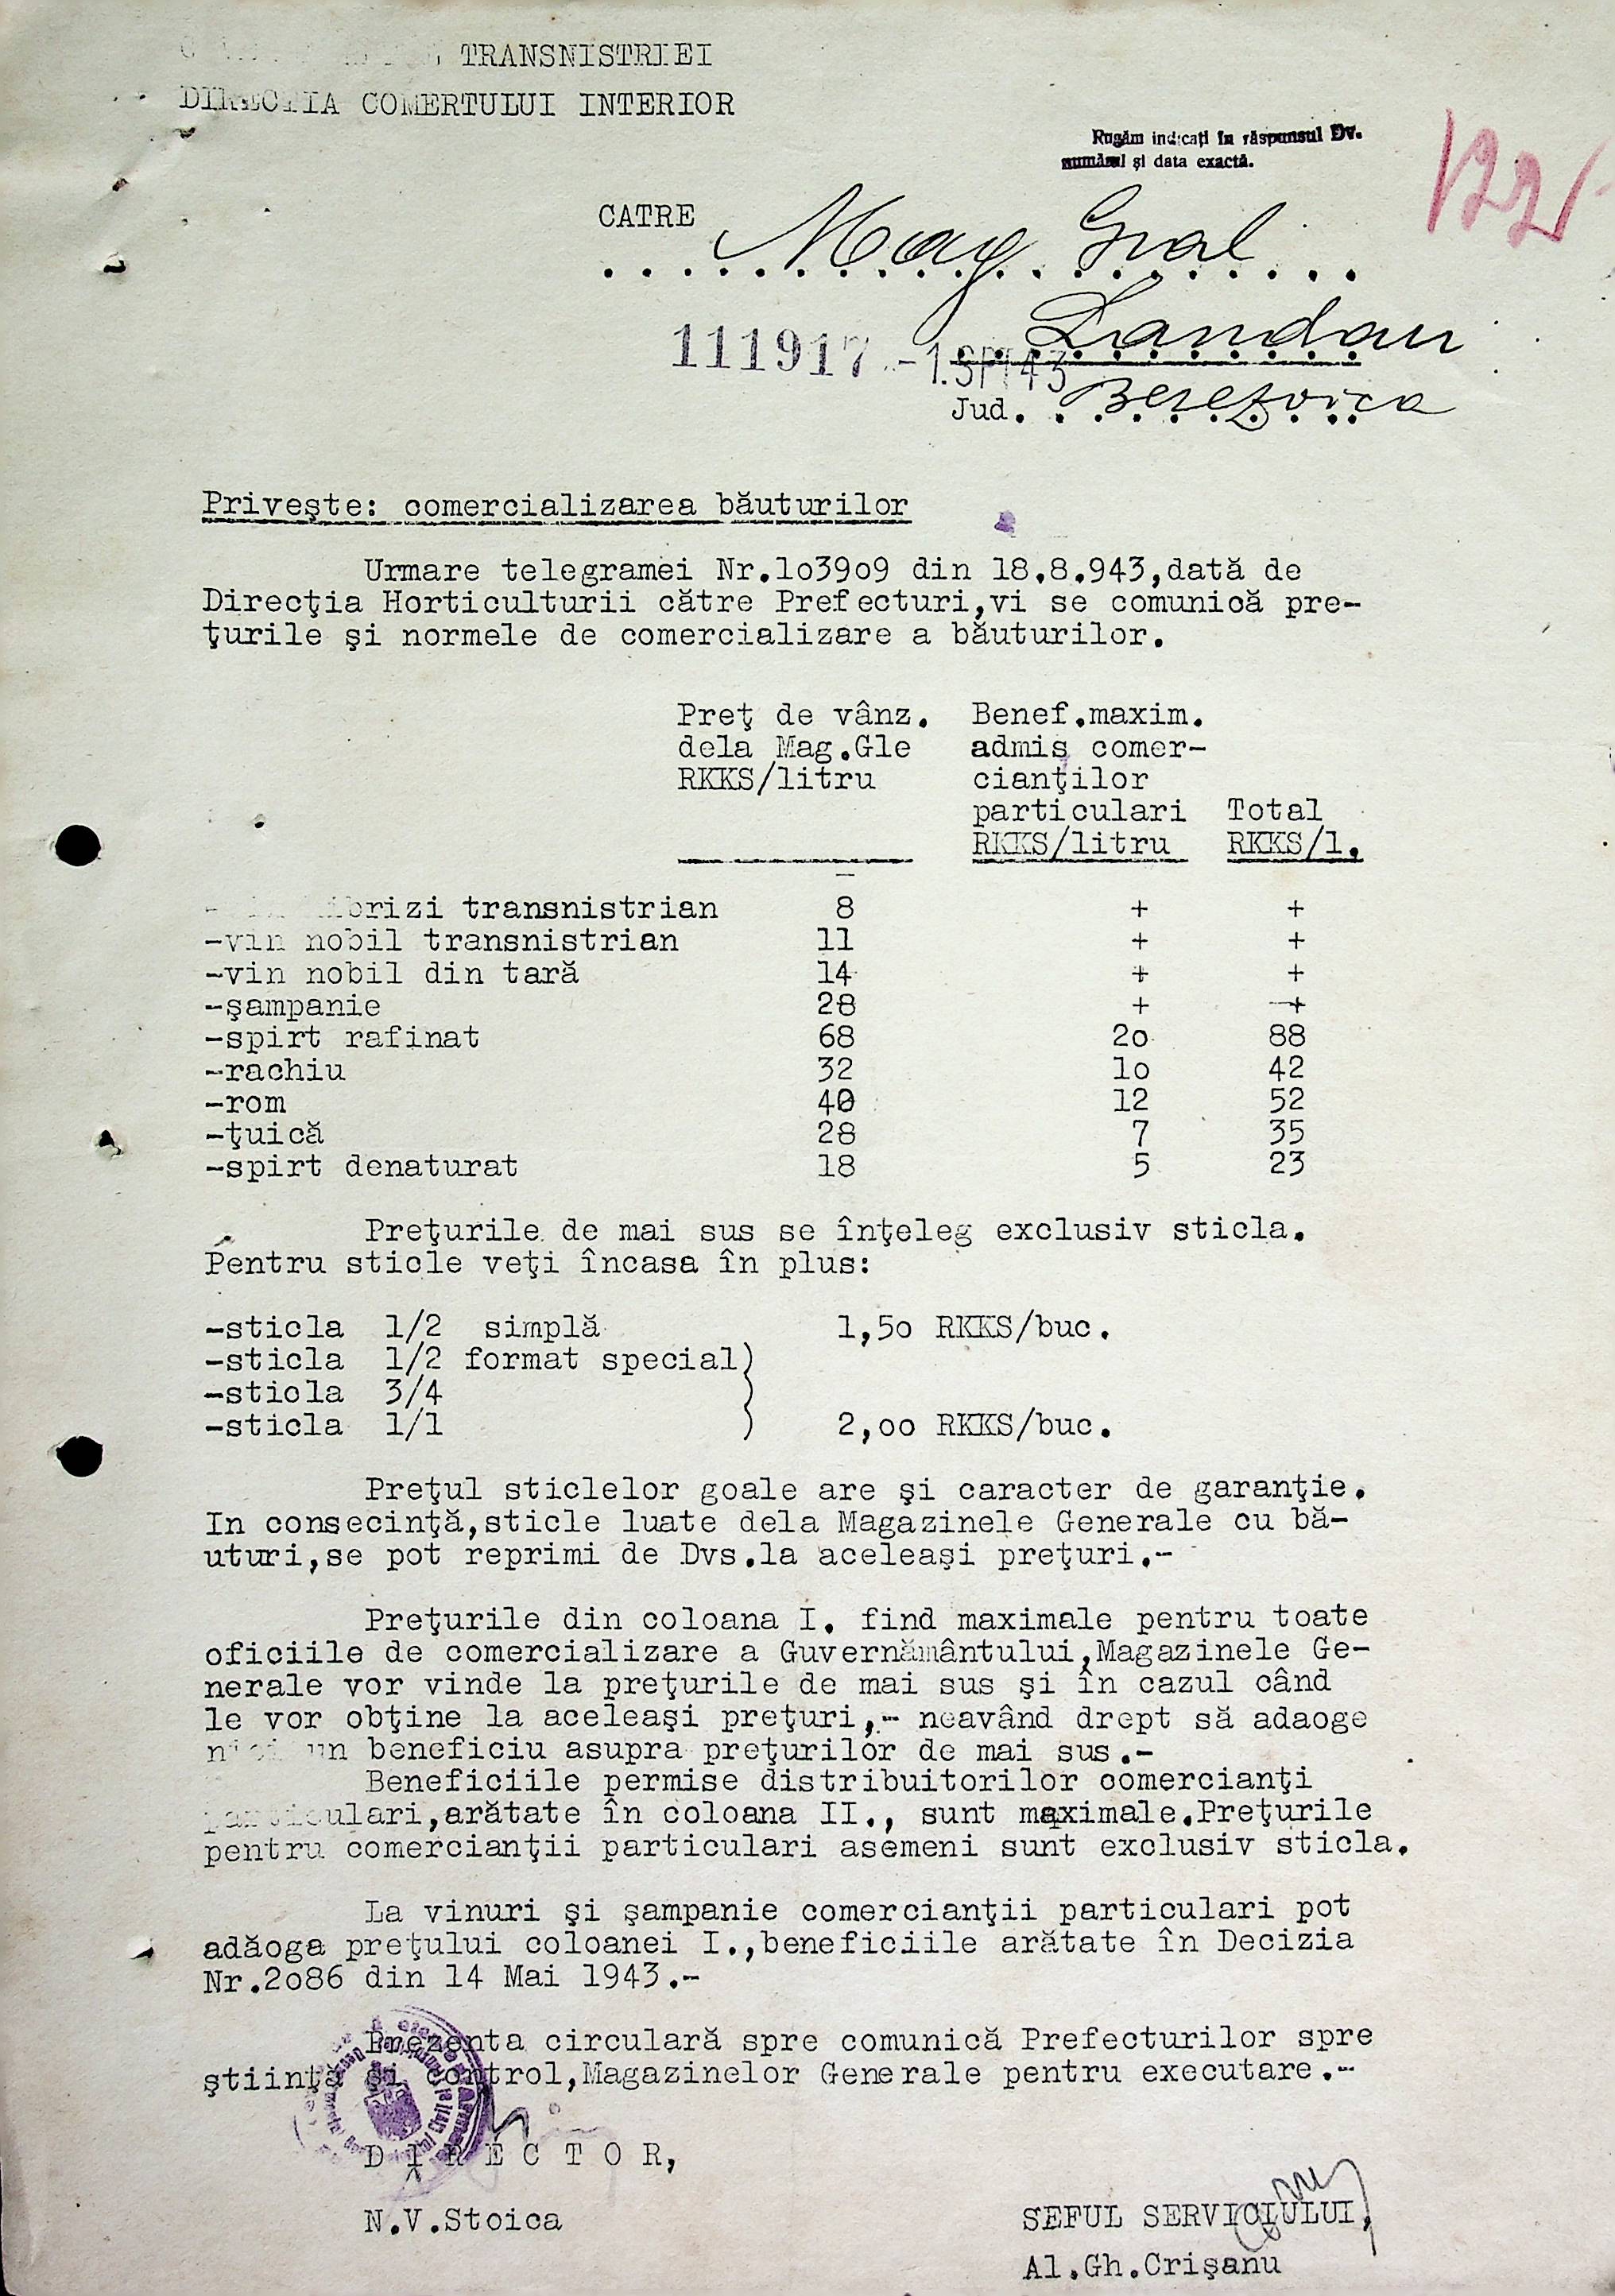 TRANSNISTRIEI
DIRECTIA COMERTULUI INTERIOR
Rugăm indicați în răspunsul Dv.
numărul și data exactă.
122
CATRE Mag Gral
Landau
111917 -1.SPT43
Jud. Berezovca
Priveşte: comercializarea băuturilor
Urmare telegramei Nr.1o39o9 din 18.8.943,dată de
Direcţia Horticulturii către Prefecturi,vi se comunică pre-
ţurile şi normele de comercializare a băuturilor.
Preţ de vânz. Benef.maxim.
dela Mag.Gle admis comer-
RKKS/litru cianţilor
particulari Total
RKKS/litru RKKS/l.
- brizi transnistrian 8 + +
-vin nobil transnistrian 11 + +
-vin nobil din tară 14 + +
-şampanie 28 + +
-spirt rafinat 68 2o 88
-rachiu 32 1o 42
-rom 40 12 52
-ţuică 28 7 35
-spirt denaturat 18 5 23
Preţurile de mai sus se înţeleg exclusiv sticla.
Pentru sticle veţi încasa în plus:
-sticla 1/2 simplă 1,5o RKKS/buc.
-sticla 1/2 format special)
-sticla 3/4 )
-sticla 1/1 ) 2,oo RKKS/buc.
Preţul sticlelor goale are şi caracter de garanţie.
In consecinţă,sticle luate dela Magazinele Generale cu bă-
uturi,se pot reprimi de Dvs.la aceleaşi preţuri.-
Preţurile din coloana I. find maximale pentru toate
oficiile de comercializare a Guvernământului,Magazinele Ge-
nerale vor vinde la preţurile de mai sus şi în cazul când
le vor obţine la aceleaşi preţuri,- neavând drept să adaoge
nici un beneficiu asupra preţurilor de mai sus.-
Beneficiile permise distribuitorilor comercianţi
particulari,arătate în coloana II., sunt maximale.Preţurile
pentru comercianţii particulari asemeni sunt exclusiv sticla.
La vinuri şi şampanie comercianţii particulari pot
adăoga preţului coloanei I.,beneficiile arătate în Decizia
Nr.2o86 din 14 Mai 1943.-
Prezenta circulară spre comunică Prefecturilor spre
ştiinţă şi control,Magazinelor Generale pentru executare.-
D I R E C T O R,
N.V.Stoica
SEFUL SERVICIULUI,
Al.Gh.Crişanu